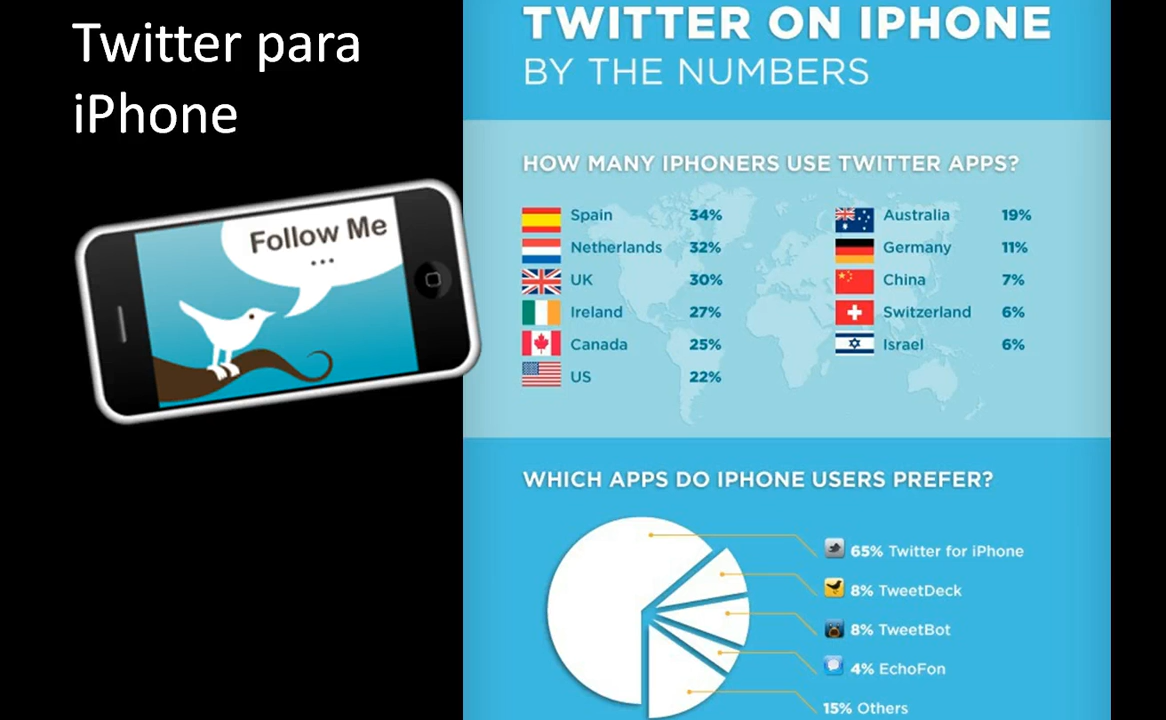 Twitter para
iPhone
Follow Me
...
TWITTER ON IPHONE
BY THE NUMBERS
HOW MANY IPHONERS USE TWITTER APPS?
Spain 34%
Netherlands 32%
UK 30%
Ireland 27%
Canada 25%
US 22%
Australia 19%
Germany 11%
China 7%
Switzerland 6%
Israel 6%
WHICH APPS DO IPHONE USERS PREFER?
65% Twitter for iPhone
8% TweetDeck
8% TweetBot
4% EchoFon
15% Others